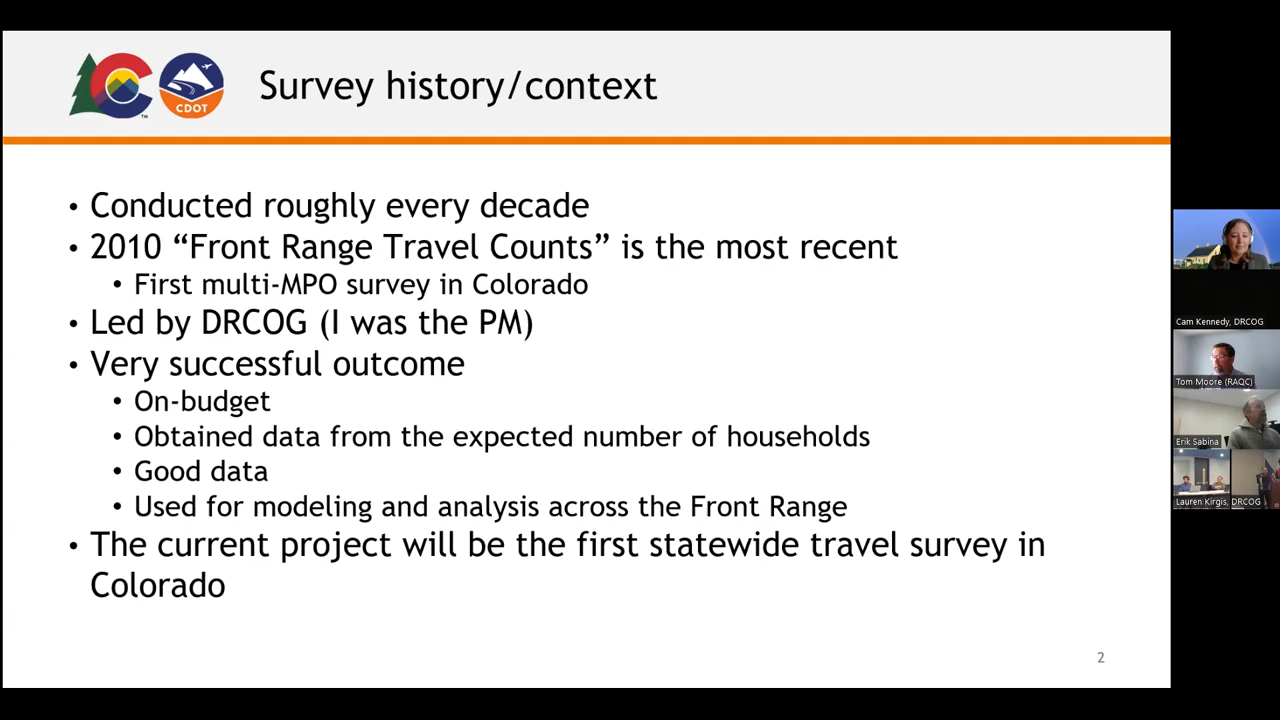 CDOT
Survey history/context
• Conducted roughly every decade
• 2010 “Front Range Travel Counts” is the most recent
• First multi-MPO survey in Colorado
• Led by DRCOG (I was the PM)
• Very successful outcome
• On-budget
• Obtained data from the expected number of households
• Good data
• Used for modeling and analysis across the Front Range
• The current project will be the first statewide travel survey in
Colorado
2
Cam Kennedy, DRCOG
Tom Moore (RAQC)
Erik Sabina
Lauren Kirgis, DRCOG